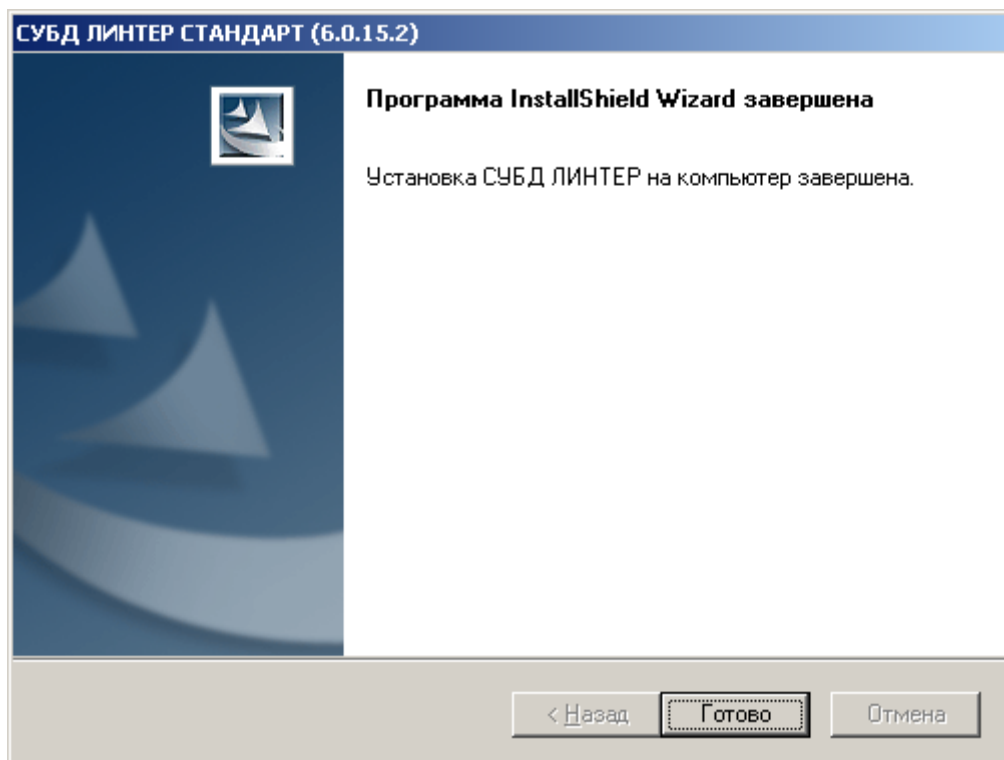 СУБД ЛИНТЕР СТАНДАРТ (6.0.15.2)
Программа InstallShield Wizard завершена
Установка СУБД ЛИНТЕР на компьютер завершена.
< Назад
Готово
Отмена